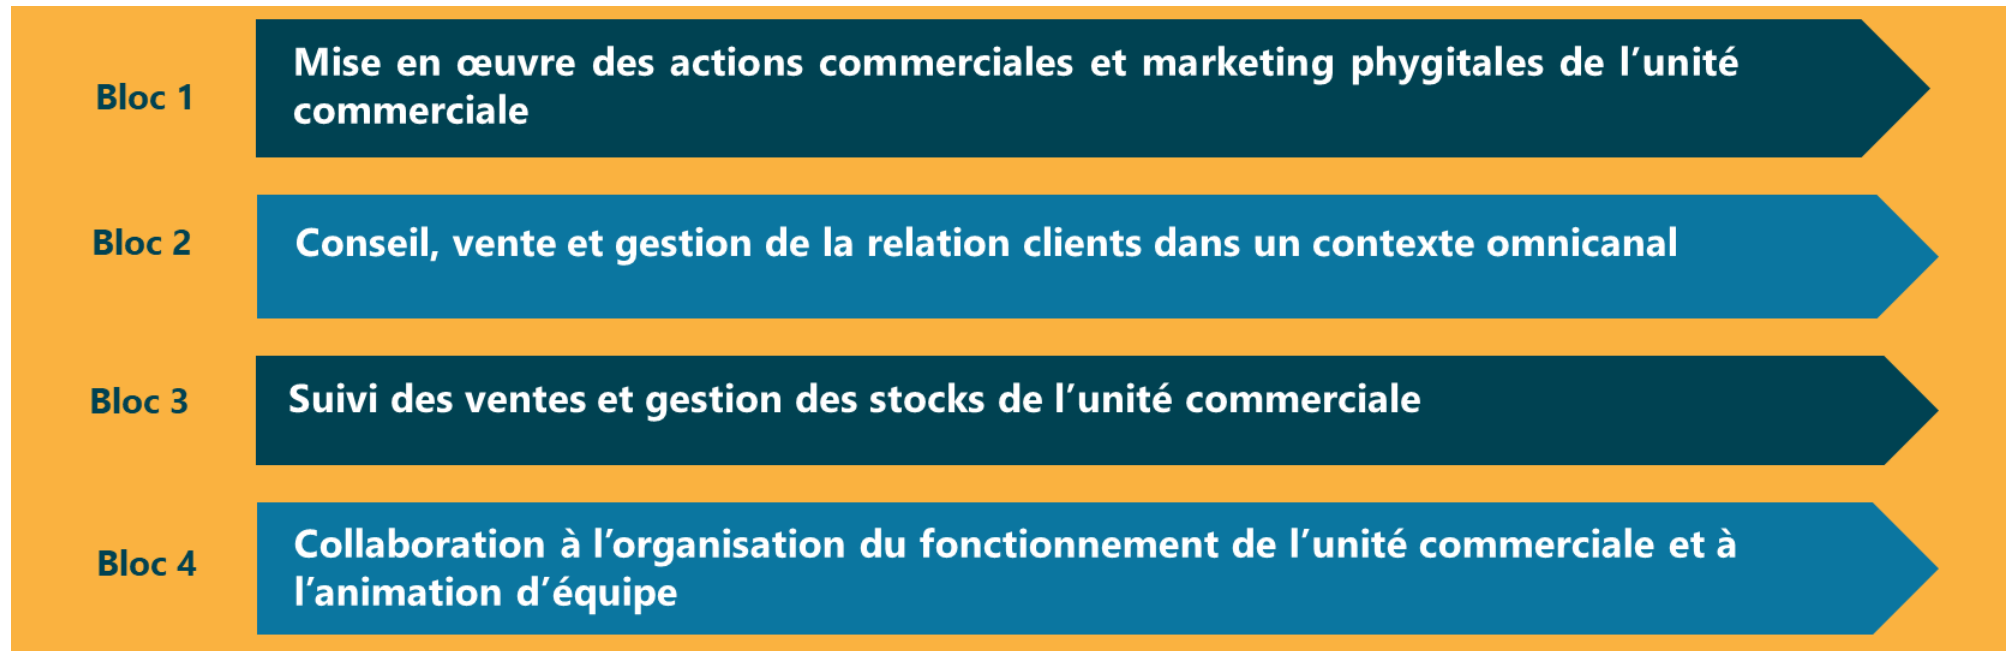 Bloc 1
Mise en œuvre des actions commerciales et marketing phygitales de l’unité
commerciale
Bloc 2
Conseil, vente et gestion de la relation clients dans un contexte omnicanal
Bloc 3
Suivi des ventes et gestion des stocks de l’unité commerciale
Bloc 4
Collaboration à l’organisation du fonctionnement de l’unité commerciale et à
l’animation d’équipe